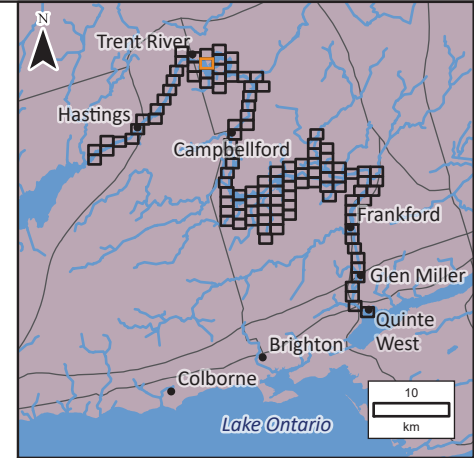 N
Trent River
Hastings
Campbellford
Frankford
Glen Miller
Quinte
West
Brighton
Colborne
10
km
Lake Ontario